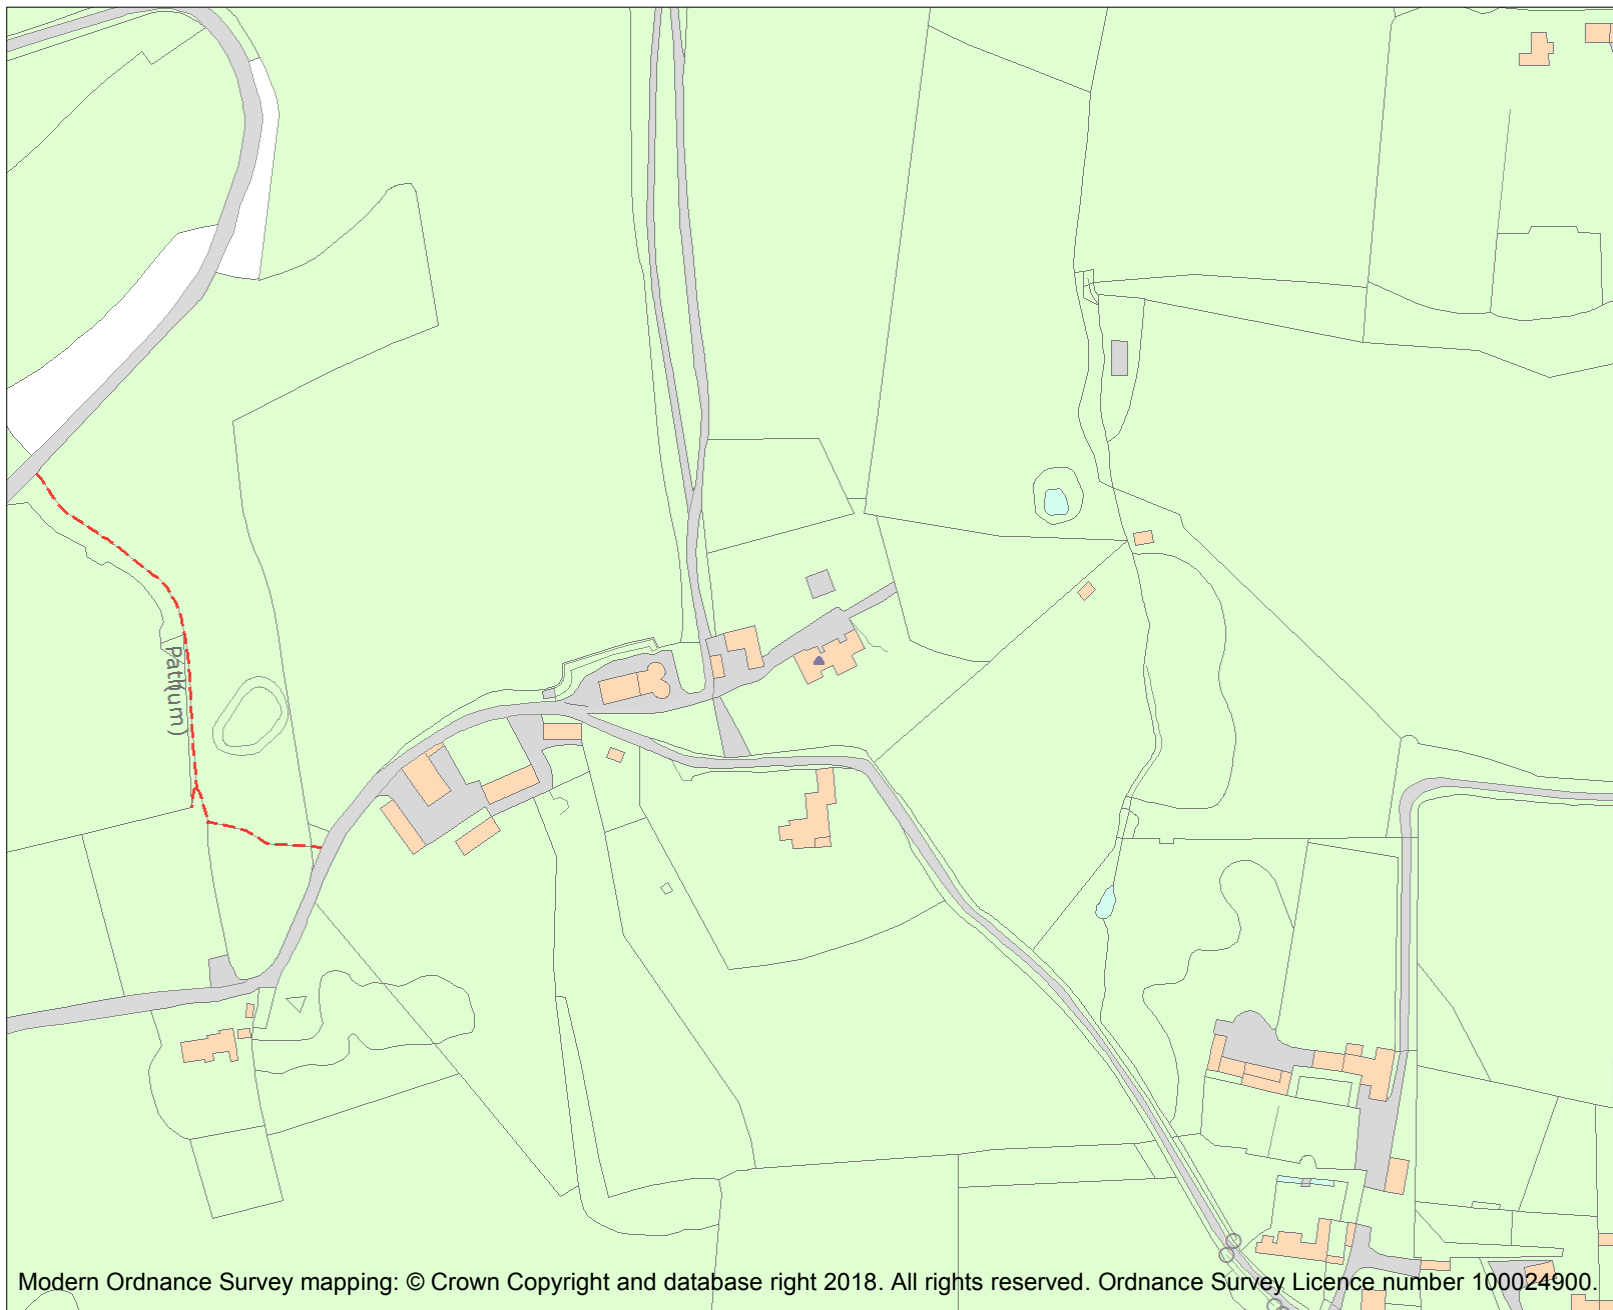 Path(um)
Modern Ordnance Survey mapping: © Crown Copyright and database right 2018. All rights reserved. Ordnance Survey Licence number 100024900.